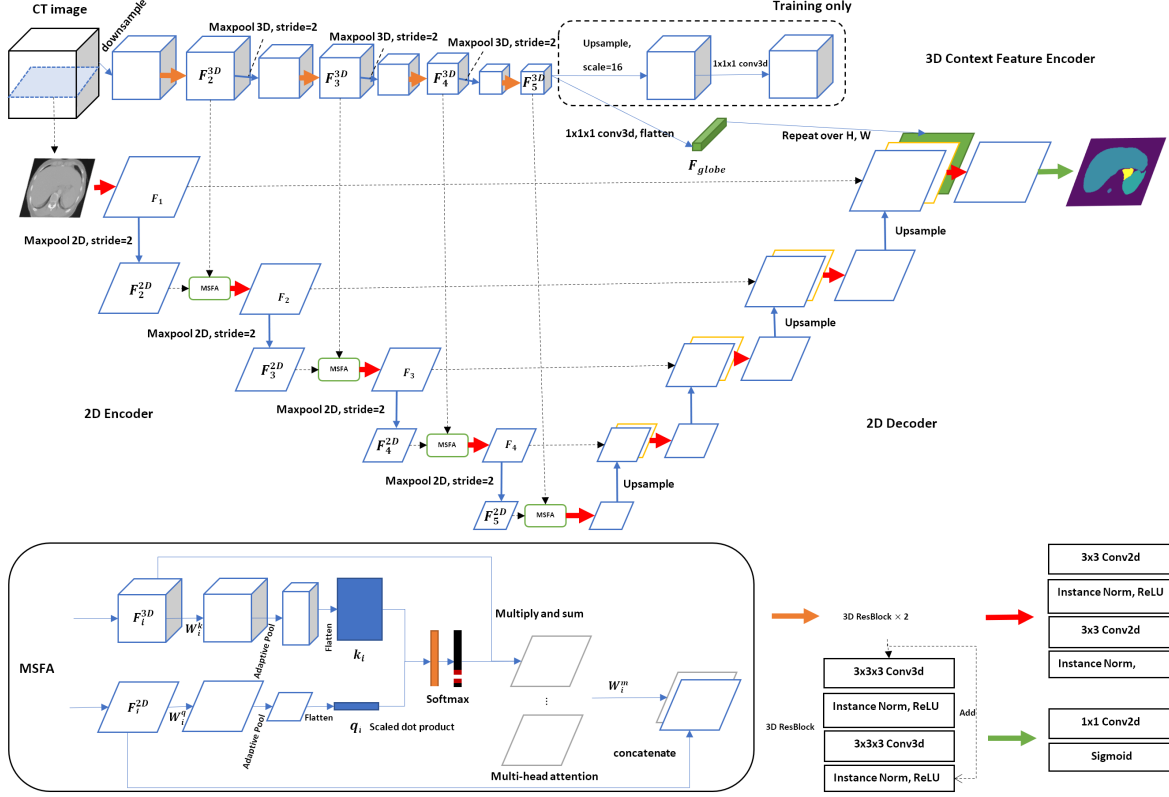 CT image
downsample
Maxpool 3D, stride=2
Maxpool 3D, stride=2
Maxpool 3D, stride=2
Training only
Upsample,
scale=16
1x1x1 conv3d
3D Context Feature Encoder
F_2^{3D}
F_3^{3D}
F_4^{3D}
F_5^{3D}
1x1x1 conv3d, flatten
F_{globe}
Repeat over H, W
F_1
Maxpool 2D, stride=2
Upsample
F_2^{2D}
MSFA
F_2
Maxpool 2D, stride=2
Upsample
F_3^{2D}
MSFA
F_3
Maxpool 2D, stride=2
2D Encoder
2D Decoder
F_4^{2D}
MSFA
F_4
Maxpool 2D, stride=2
Upsample
F_5^{2D}
MSFA
MSFA
F_i^{3D}
W_i^k
Adaptive Pool
Flatten
k_i
F_i^{2D}
W_i^q
Adaptive Pool
Flatten
q_i
Scaled dot product
Softmax
Multiply and sum
...
Multi-head attention
W_i^m
concatenate
3D ResBlock × 2
3D ResBlock
3x3x3 Conv3d
Instance Norm, ReLU
3x3x3 Conv3d
Instance Norm, ReLU
Add
3x3 Conv2d
Instance Norm, ReLU
3x3 Conv2d
Instance Norm,
1x1 Conv2d
Sigmoid